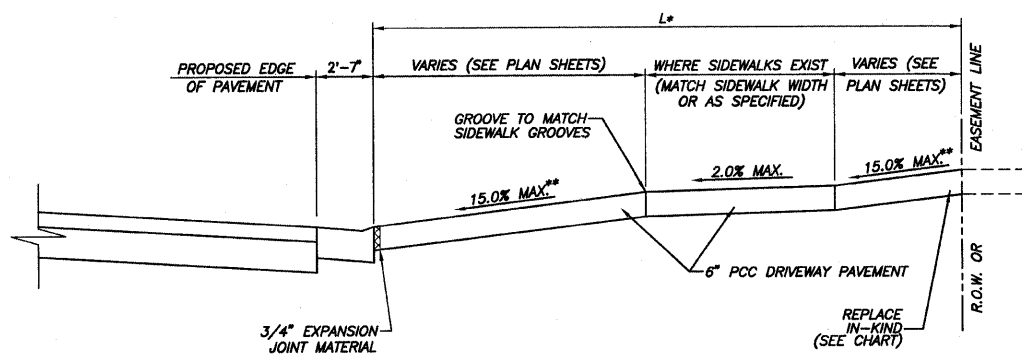 L*
PROPOSED EDGE
OF PAVEMENT
2'-7"
VARIES (SEE PLAN SHEETS)
WHERE SIDEWALKS EXIST
(MATCH SIDEWALK WIDTH
OR AS SPECIFIED)
VARIES (SEE
PLAN SHEETS)
GROOVE TO MATCH
SIDEWALK GROOVES
15.0% MAX.**
2.0% MAX.
15.0% MAX.**
R.O.W. OR EASEMENT LINE
6" PCC DRIVEWAY PAVEMENT
3/4" EXPANSION
JOINT MATERIAL
REPLACE
IN-KIND
(SEE CHART)